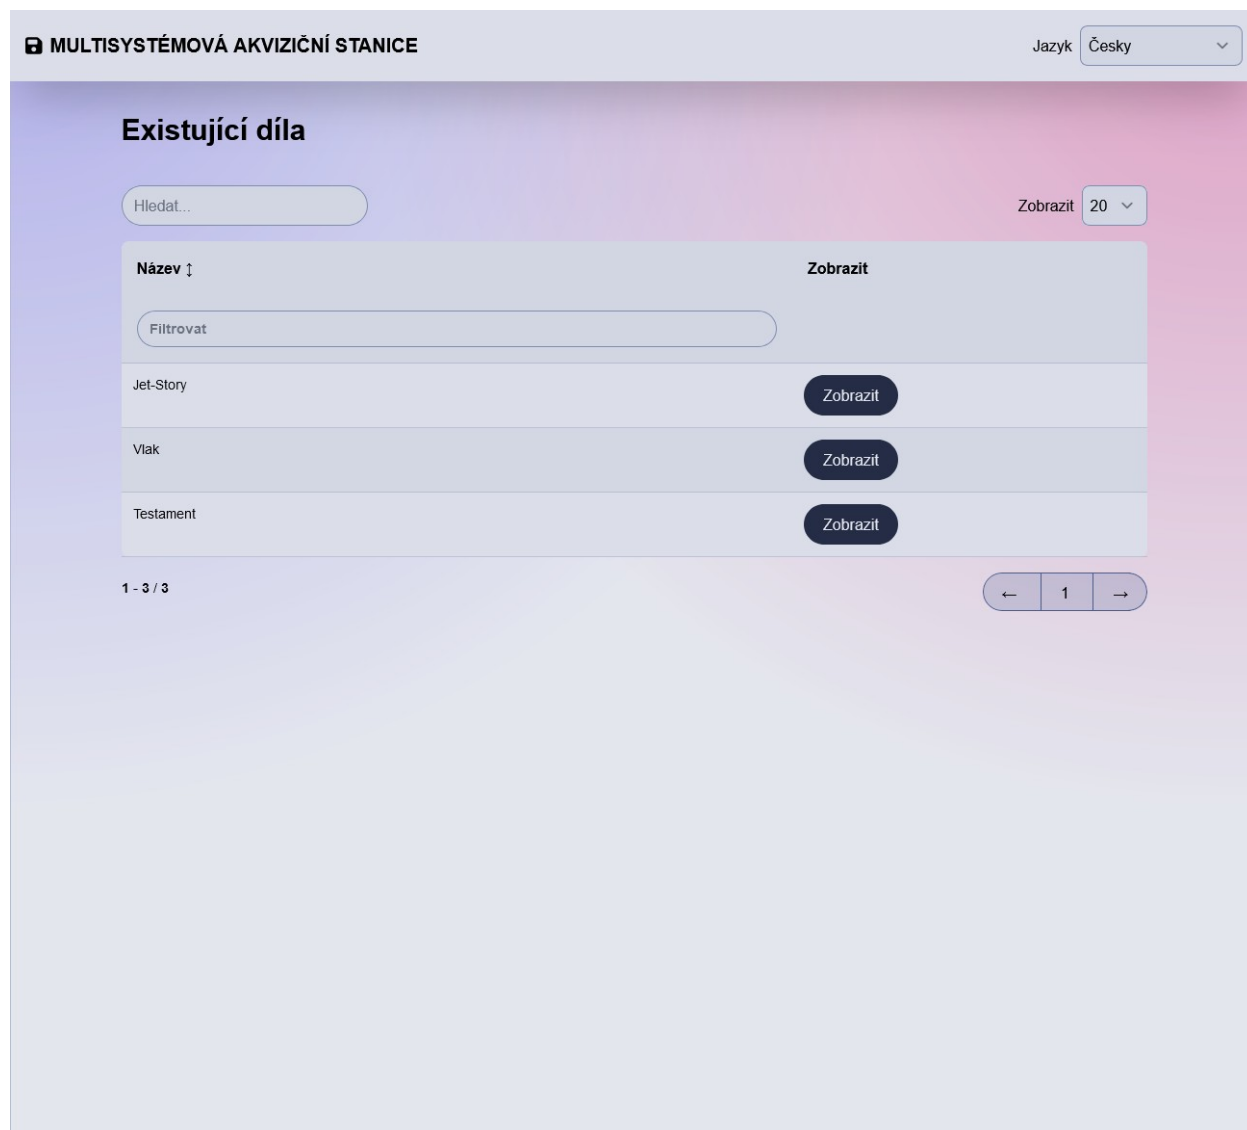 MULTISYSTÉMOVÁ AKVIZIČNÍ STANICE
Jazyk Česky
Existující díla
Hledat...
Zobrazit 20
Název ↕ Zobrazit
Filtrovat
Jet-Story Zobrazit
Vlak Zobrazit
Testament Zobrazit
1 - 3 / 3
← 1 →